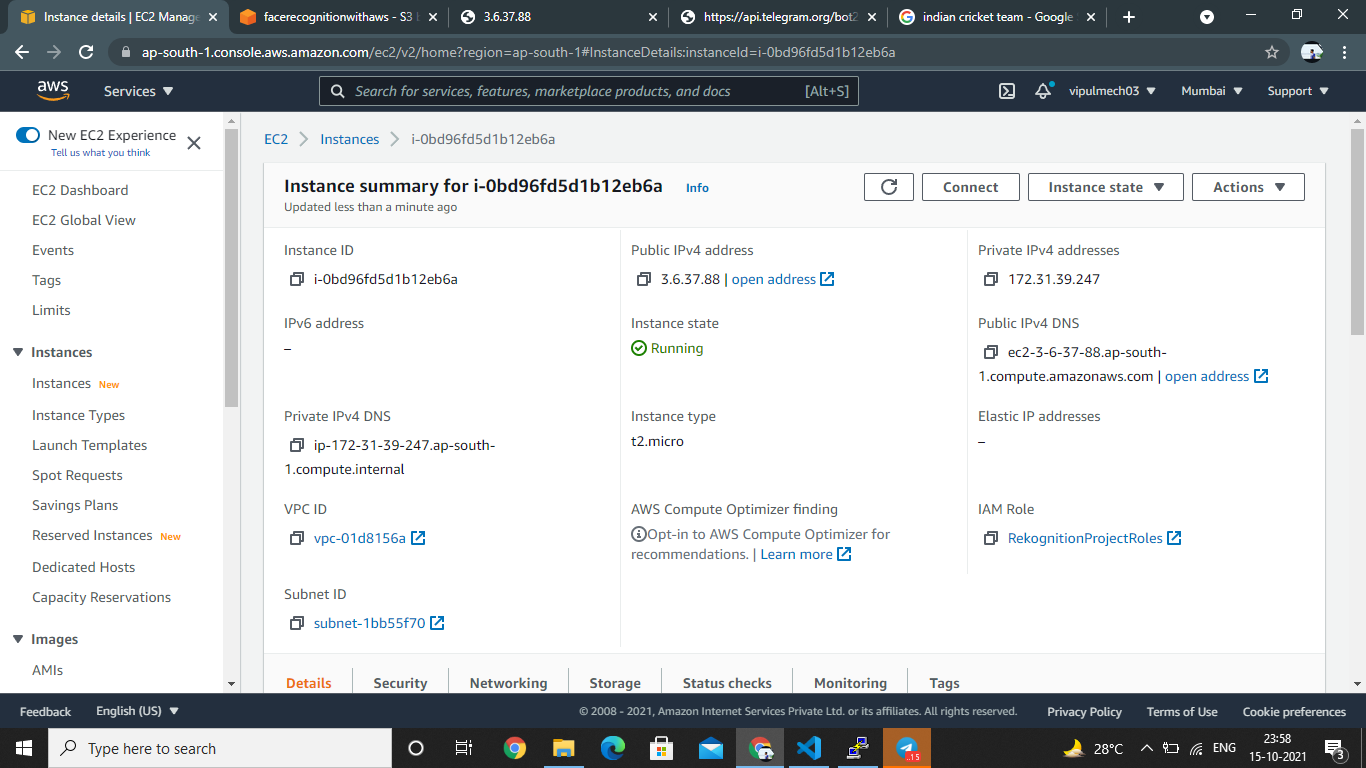 Instance details | EC2 Manage
facerecognitionwithaws - S3 b
3.6.37.88
https://api.telegram.org/bot2
indian cricket team - Google
ap-south-1.console.aws.amazon.com/ec2/v2/home?region=ap-south-1#InstanceDetails:instanceId=i-0bd96fd5d1b12eb6a
aws
Services
Search for services, features, marketplace products, and docs
[Alt+S]
vipulmech03
Mumbai
Support
New EC2 Experience
Tell us what you think
EC2 Dashboard
EC2 Global View
Events
Tags
Limits
Instances
Instances New
Instance Types
Launch Templates
Spot Requests
Savings Plans
Reserved Instances New
Dedicated Hosts
Capacity Reservations
Images
AMIs
EC2
Instances
i-0bd96fd5d1b12eb6a
Instance summary for i-0bd96fd5d1b12eb6a Info
Updated less than a minute ago
Connect
Instance state
Actions
Instance ID
i-0bd96fd5d1b12eb6a
Public IPv4 address
3.6.37.88 | open address
Private IPv4 addresses
172.31.39.247
IPv6 address
–
Instance state
Running
Public IPv4 DNS
ec2-3-6-37-88.ap-south-
1.compute.amazonaws.com | open address
Private IPv4 DNS
ip-172-31-39-247.ap-south-
1.compute.internal
Instance type
t2.micro
Elastic IP addresses
–
VPC ID
vpc-01d8156a
AWS Compute Optimizer finding
Opt-in to AWS Compute Optimizer for
recommendations. | Learn more
IAM Role
RekognitionProjectRoles
Subnet ID
subnet-1bb55f70
Details
Security
Networking
Storage
Status checks
Monitoring
Tags
Feedback
English (US)
© 2008 - 2021, Amazon Internet Services Private Ltd. or its affiliates. All rights reserved.
Privacy Policy
Terms of Use
Cookie preferences
Type here to search
..15
28°C
ENG
23:58
15-10-2021
3